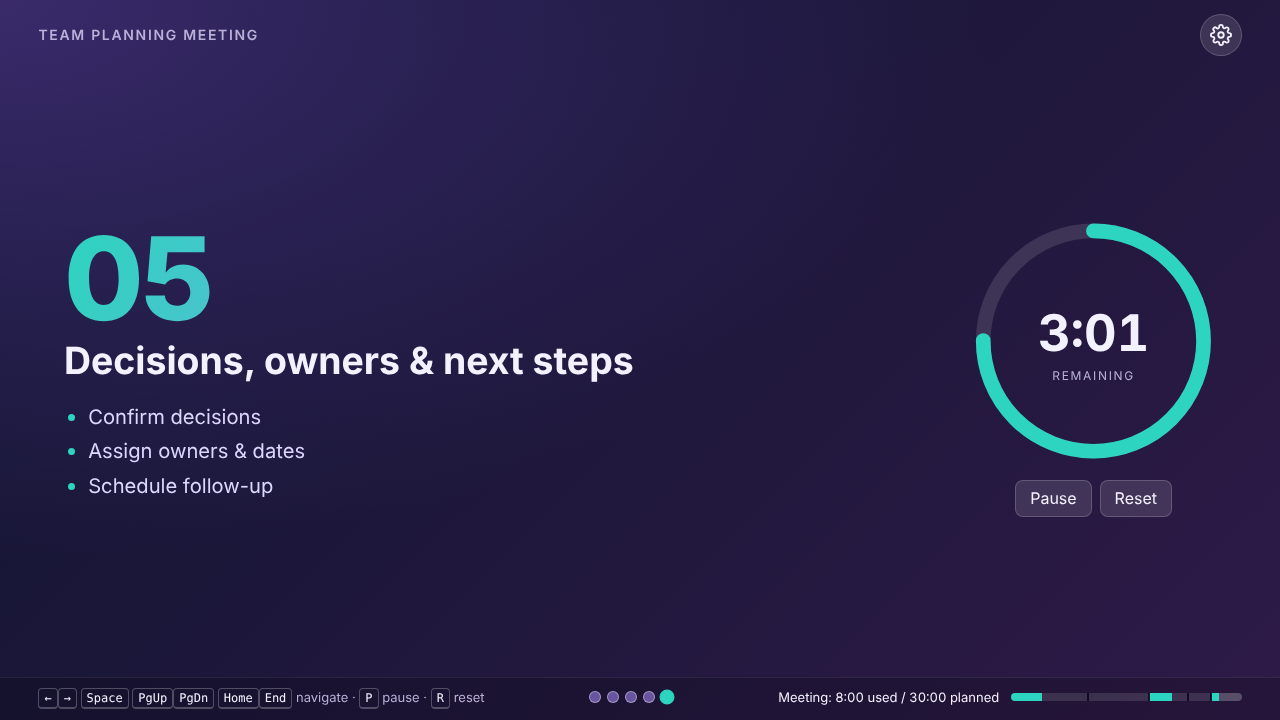 TEAM PLANNING MEETING
05
Decisions, owners & next steps
Confirm decisions
Assign owners & dates
Schedule follow-up
3:01
REMAINING
Pause Reset
← → Space PgUp PgDn Home End navigate · P pause · R reset
Meeting: 8:00 used / 30:00 planned